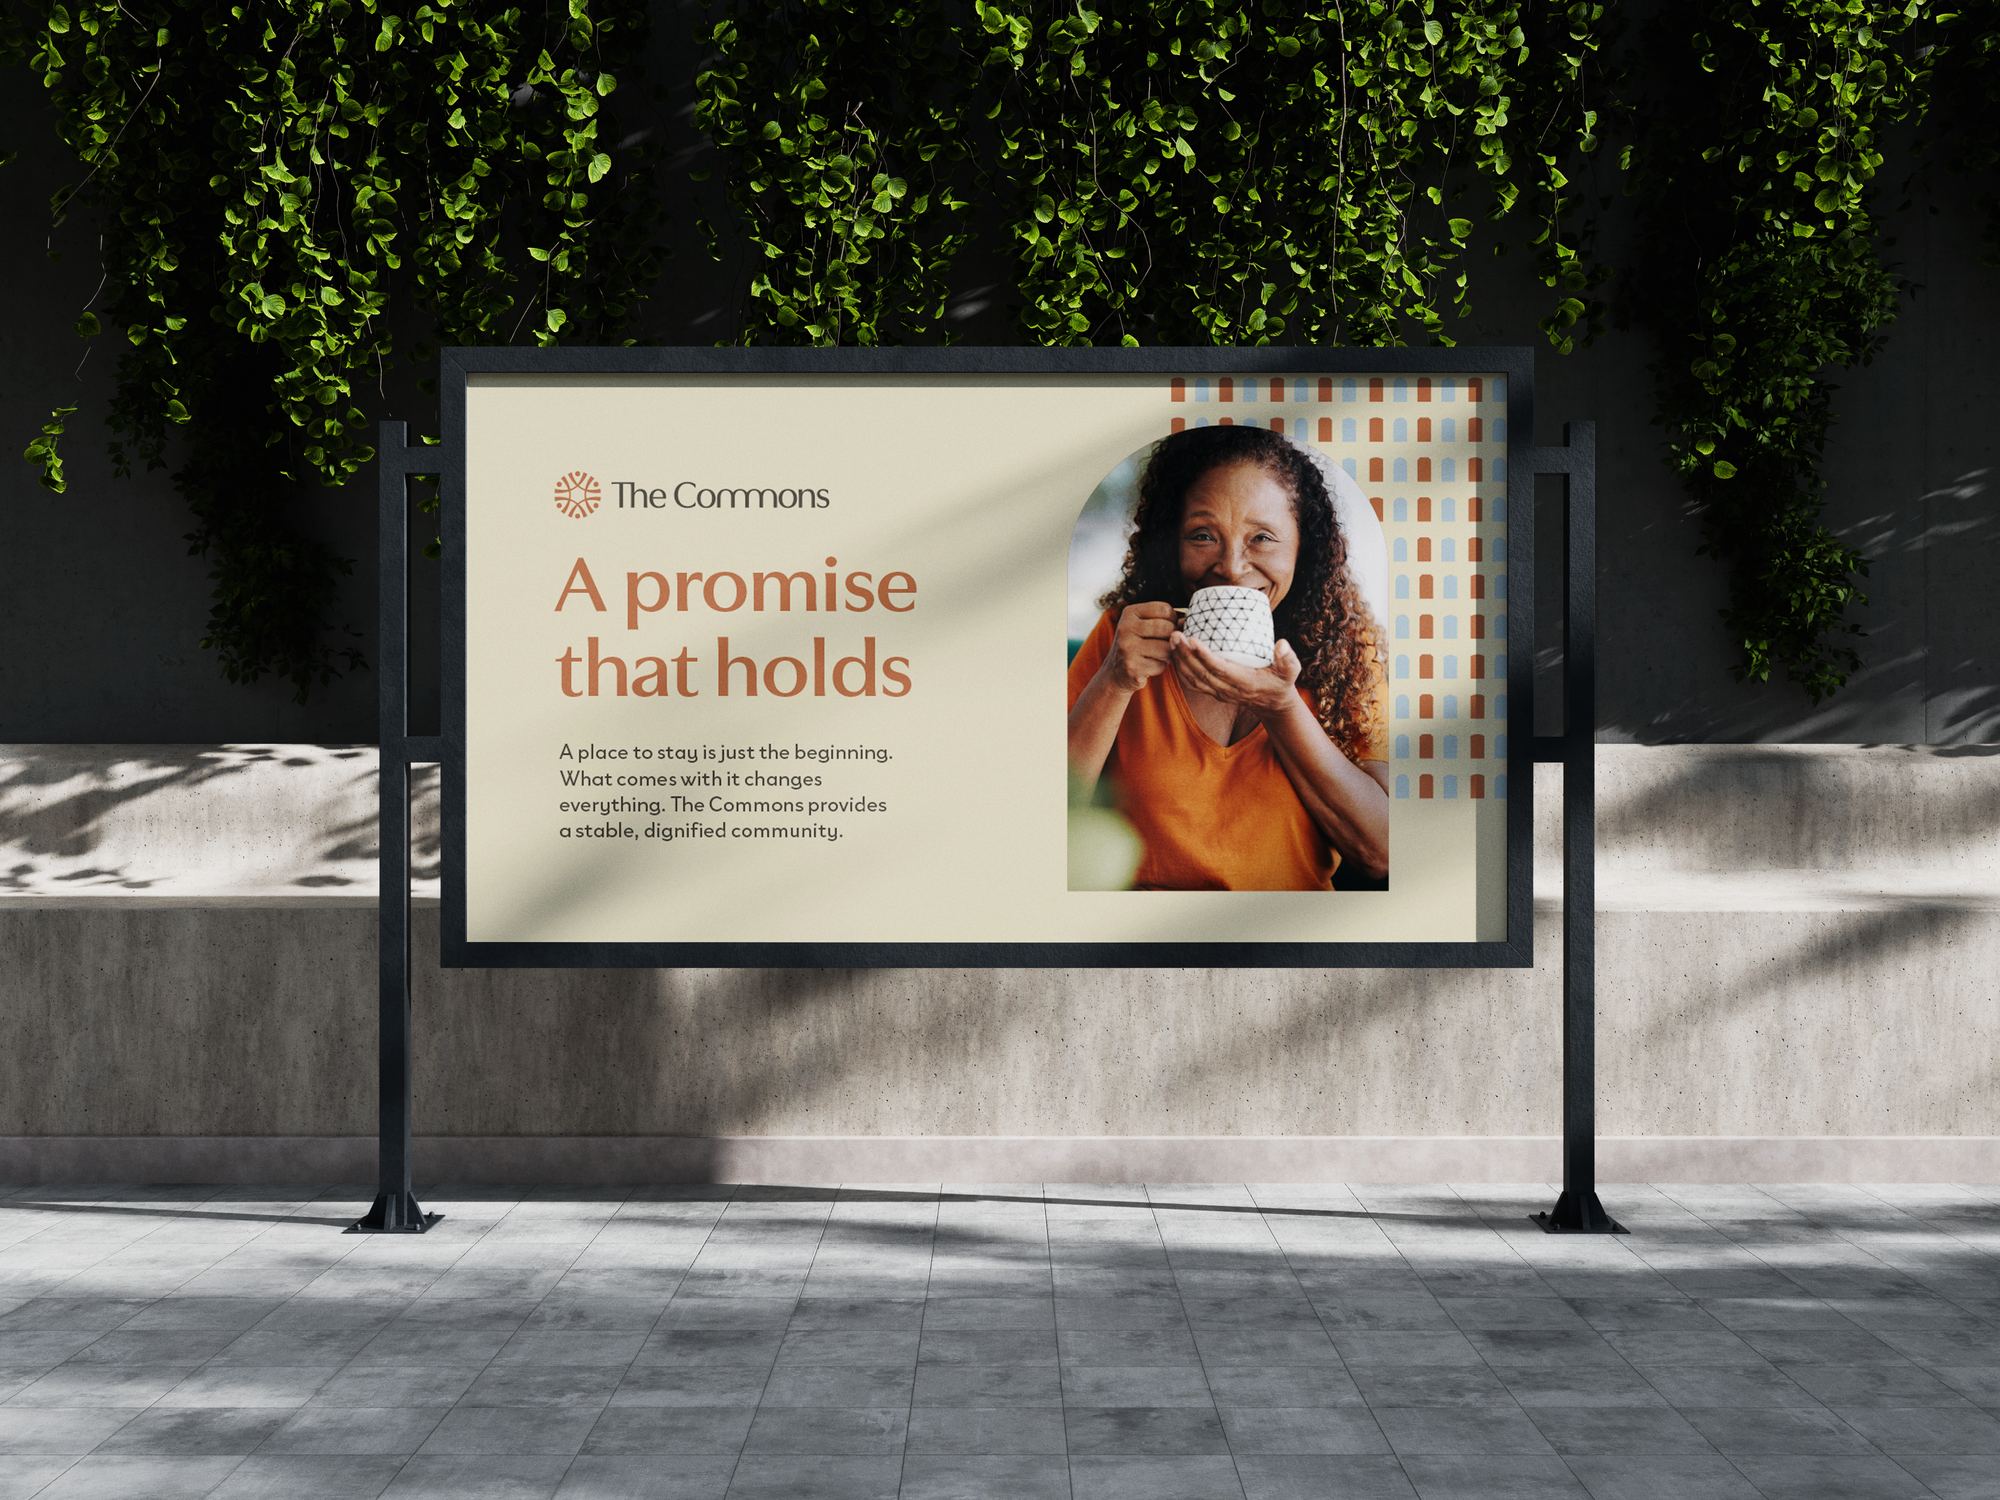 The Commons
A promise
that holds
A place to stay is just the beginning.
What comes with it changes
everything. The Commons provides
a stable, dignified community.